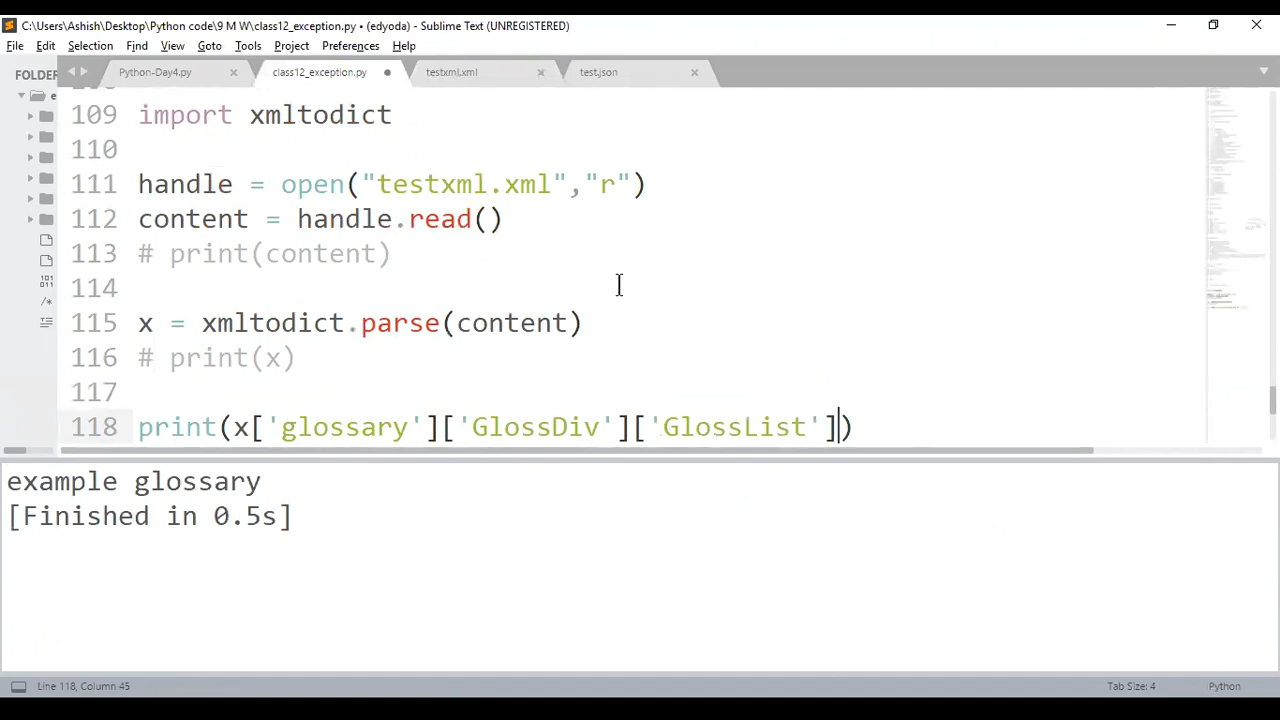 C:\Users\Ashish\Desktop\Python code\9 M W\class12_exception.py • (edyoda) - Sublime Text (UNREGISTERED)
File Edit Selection Find View Goto Tools Project Preferences Help
FOLDER
Python-Day4.py
class12_exception.py
testxml.xml
test.json
109 import xmltodict
110
111 handle = open("testxml.xml","r")
112 content = handle.read()
113 # print(content)
114
115 x = xmltodict.parse(content)
116 # print(x)
117
118 print(x['glossary']['GlossDiv']['GlossList'])
example glossary
[Finished in 0.5s]
Line 118, Column 45
Tab Size: 4
Python